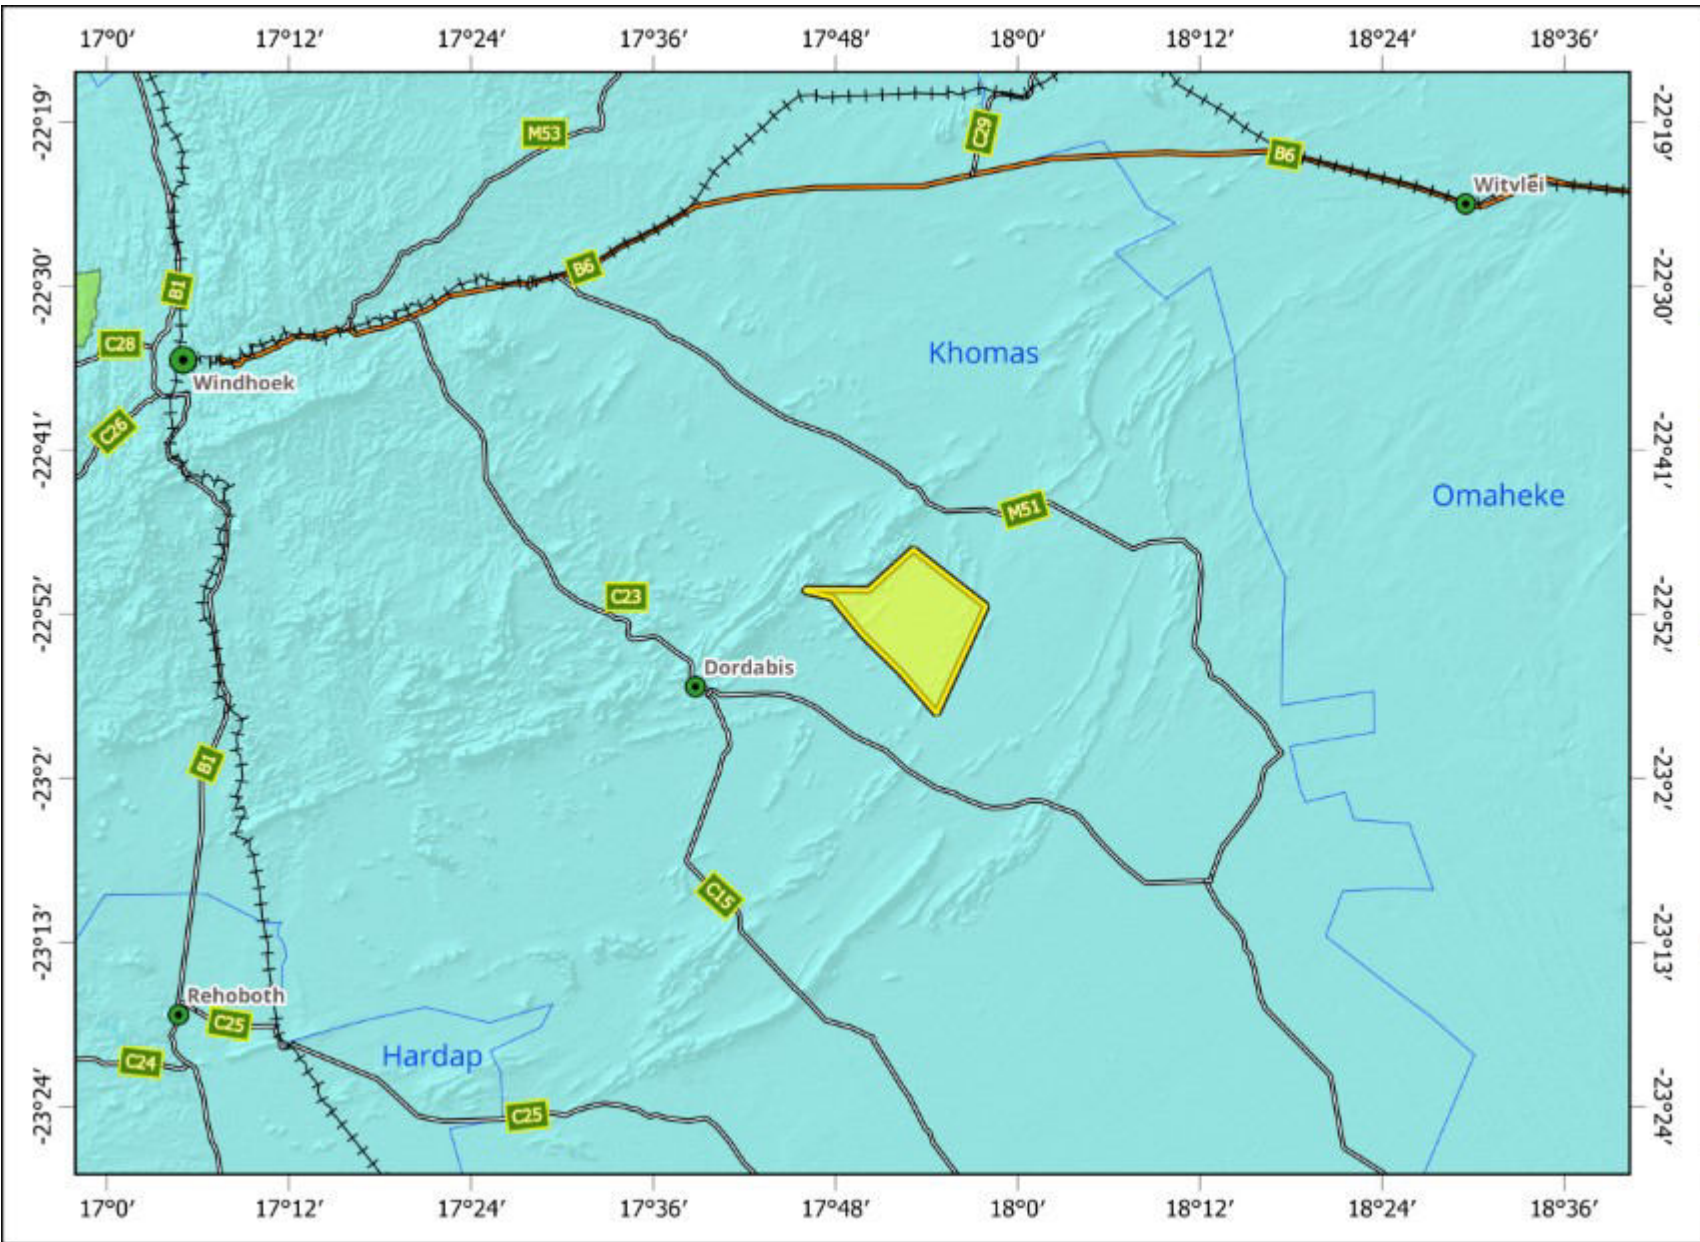 17°0′ 17°12′ 17°24′ 17°36′ 17°48′ 18°0′ 18°12′ 18°24′ 18°36′
-22°19′ M53 C29 B6 -22°19′
Witvlei
-22°30′ B1 B6 -22°30′
C28 Khomas
Windhoek
C26
-22°41′ -22°41′
M51 Omaheke
-22°52′ C23 -22°52′
Dordabis
-23°2′ B1 -23°2′
C15
-23°13′ -23°13′
Rehoboth
C25
C24 Hardap
-23°24′ C25 -23°24′
17°0′ 17°12′ 17°24′ 17°36′ 17°48′ 18°0′ 18°12′ 18°24′ 18°36′